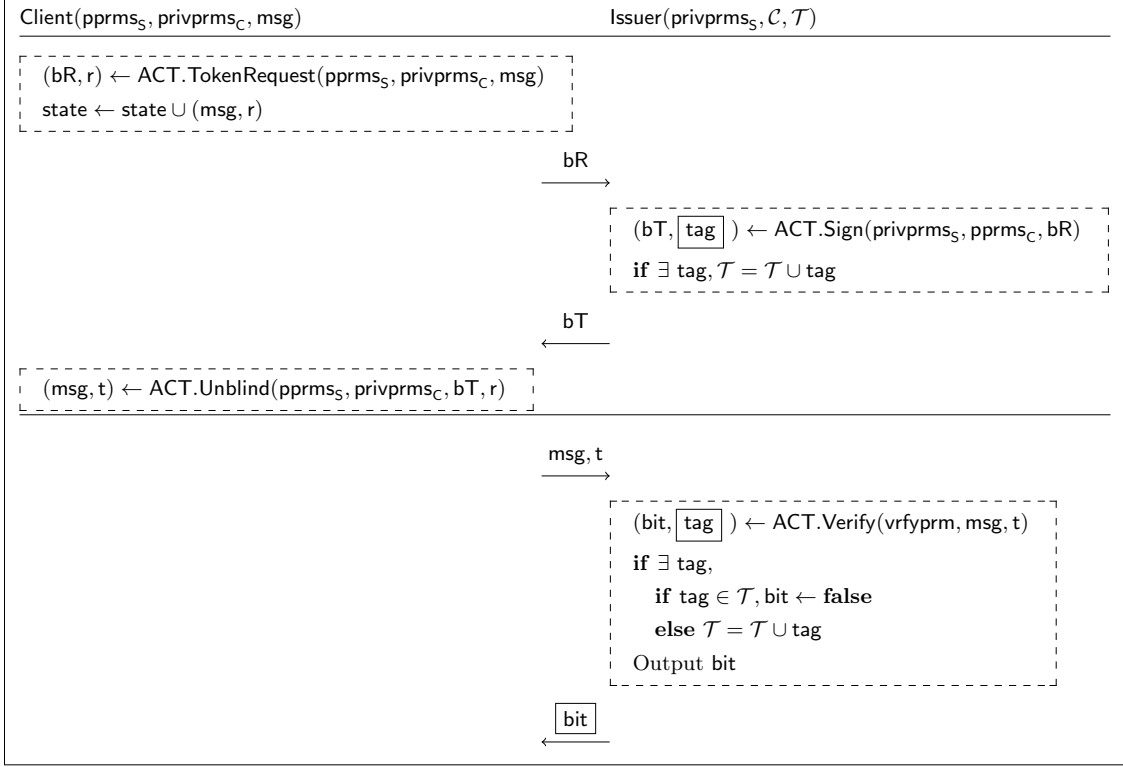 Client(pprms_S, privprms_C, msg) Issuer(privprms_S, 𝒞, 𝒯)
(bR, r) ← ACT.TokenRequest(pprms_S, privprms_C, msg)
state ← state ∪ (msg, r)
bR
(bT, tag ) ← ACT.Sign(privprms_S, pprms_C, bR)
if ∃ tag, 𝒯 = 𝒯 ∪ tag
bT
(msg, t) ← ACT.Unblind(pprms_S, privprms_C, bT, r)
msg, t
(bit, tag ) ← ACT.Verify(vrfyprm, msg, t)
if ∃ tag,
if tag ∈ 𝒯, bit ← false
else 𝒯 = 𝒯 ∪ tag
Output bit
bit